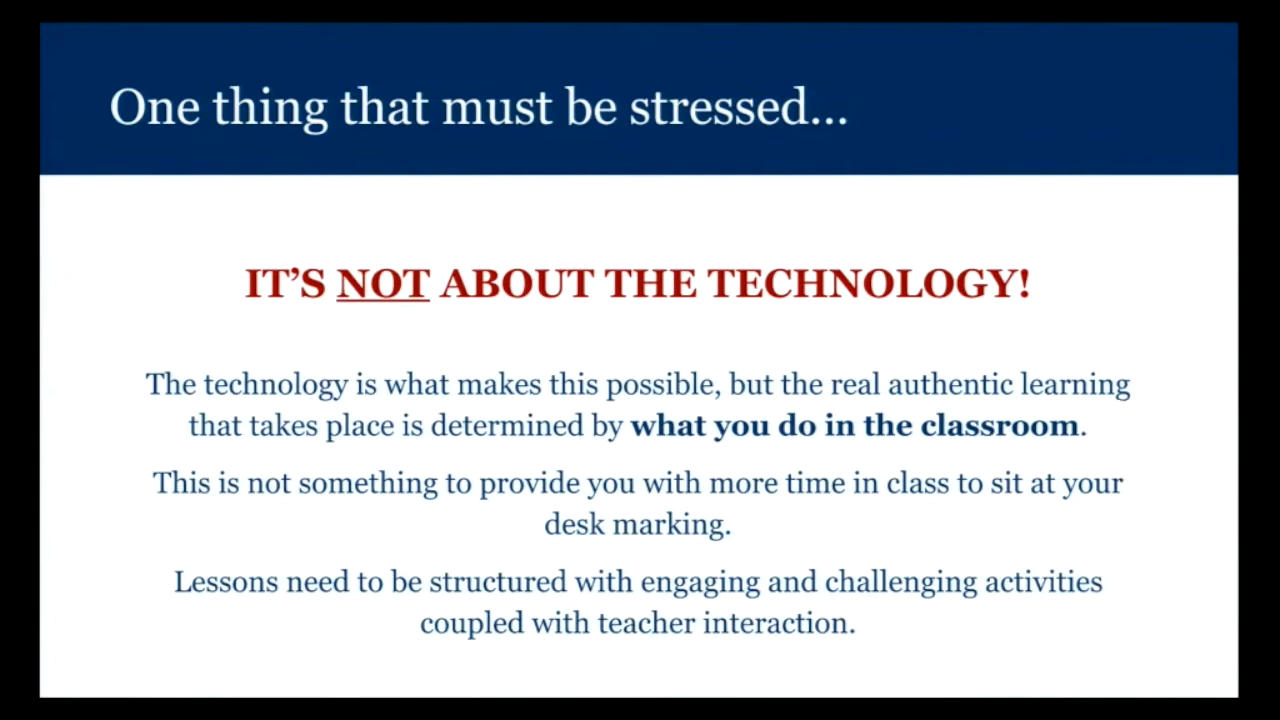 One thing that must be stressed...
IT’S NOT ABOUT THE TECHNOLOGY!
The technology is what makes this possible, but the real authentic learning
that takes place is determined by what you do in the classroom.
This is not something to provide you with more time in class to sit at your
desk marking.
Lessons need to be structured with engaging and challenging activities
coupled with teacher interaction.